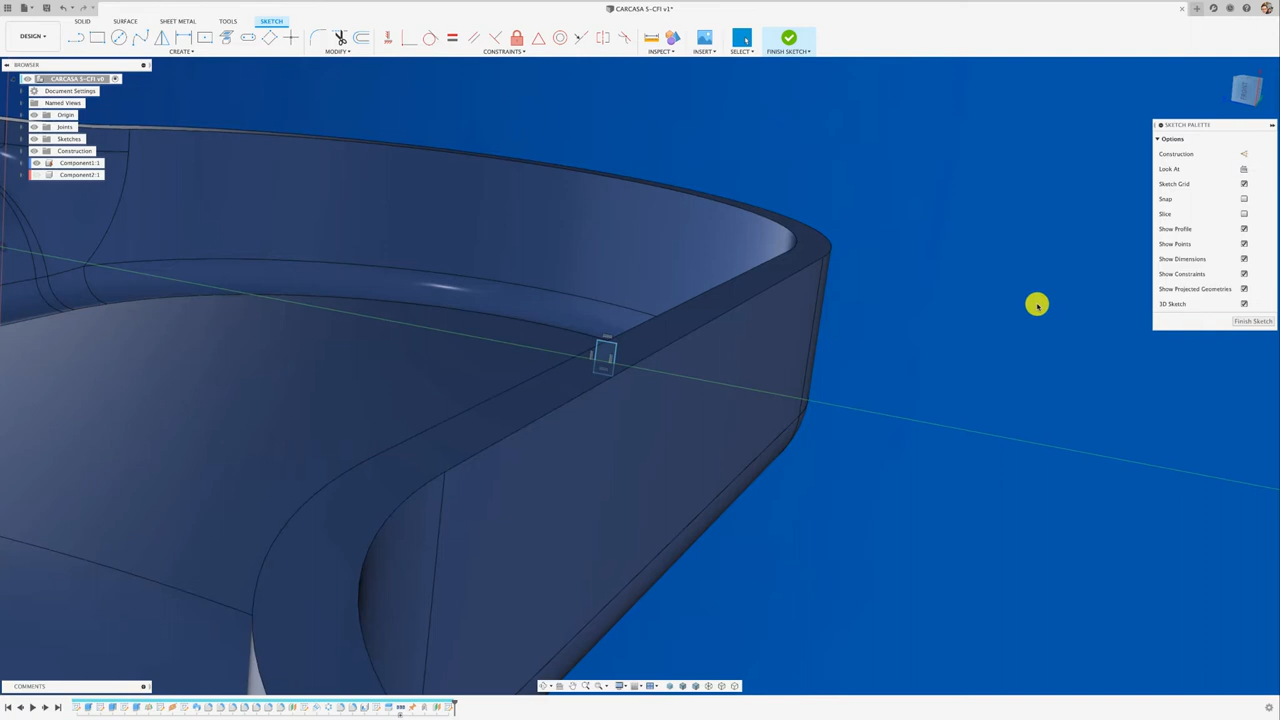 CARCASA S-CFI v1*
SOLID SURFACE SHEET METAL TOOLS SKETCH
DESIGN
CREATE MODIFY CONSTRAINTS INSPECT INSERT SELECT FINISH SKETCH
BROWSER
CARCASA S-CFI v0
Document Settings
Named Views
Origin
Joints
Sketches
Construction
Component1:1
Component2:1
SKETCH PALETTE
Options
Construction
Look At
Sketch Grid
Snap
Slice
Show Profile
Show Points
Show Dimensions
Show Constraints
Show Projected Geometries
3D Sketch
Finish Sketch
COMMENTS